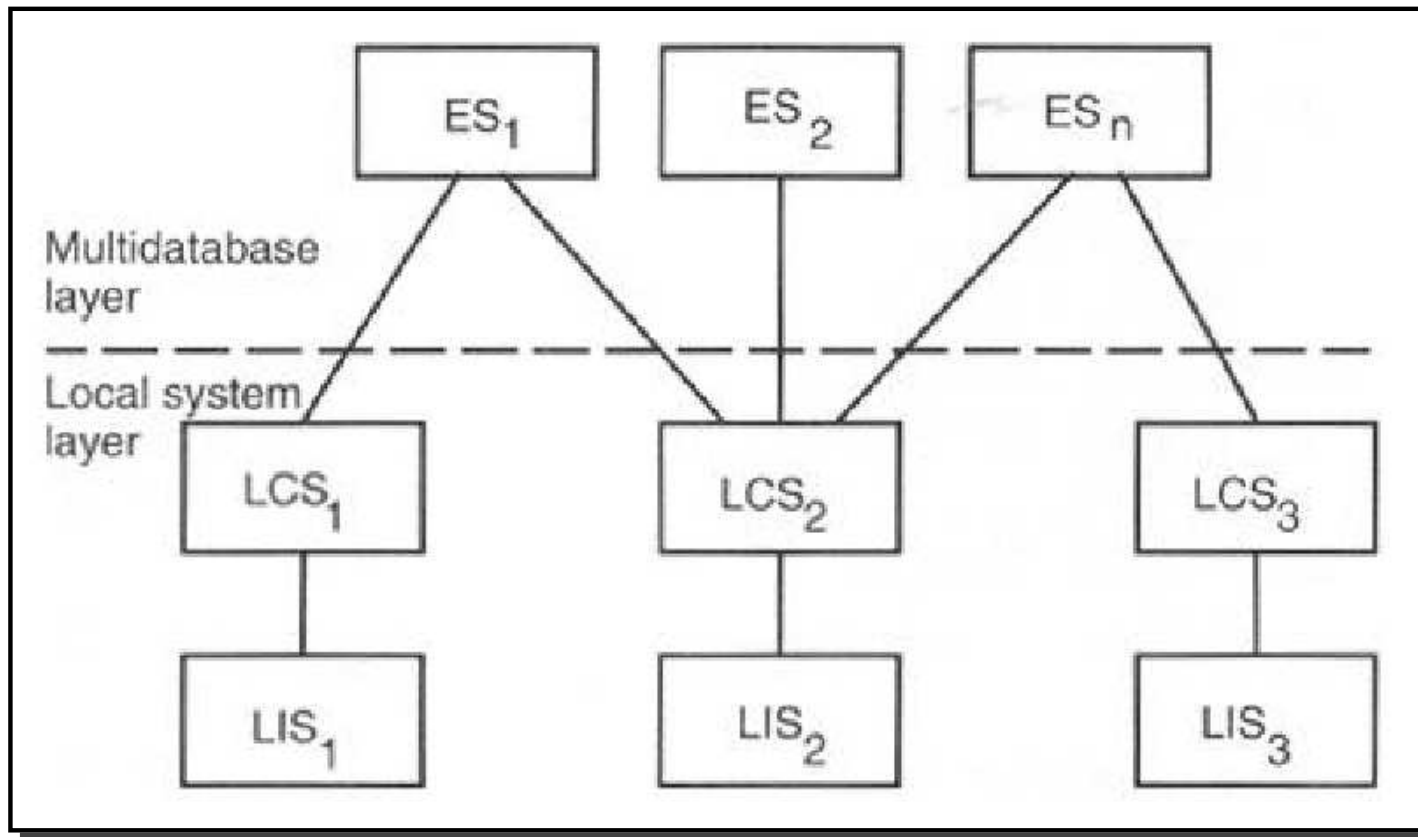 ES1
ES2
ESn
Multidatabase
layer
Local system
layer
LCS1
LCS2
LCS3
LIS1
LIS2
LIS3